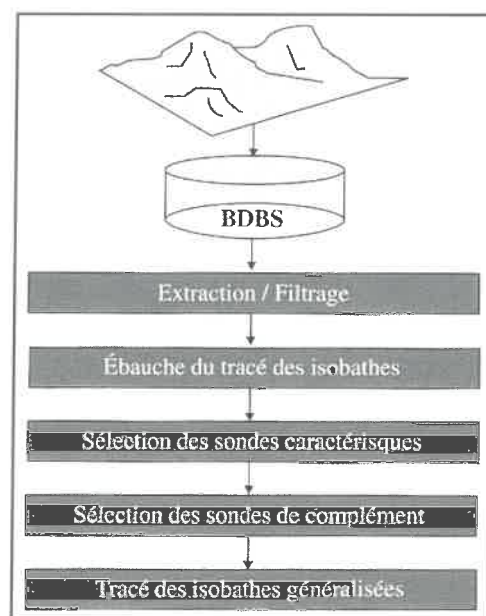 BDBS
Extraction / Filtrage
Ébauche du tracé des isobathes
Sélection des sondes caractérisques
Sélection des sondes de complément
Tracé des isobathes généralisées